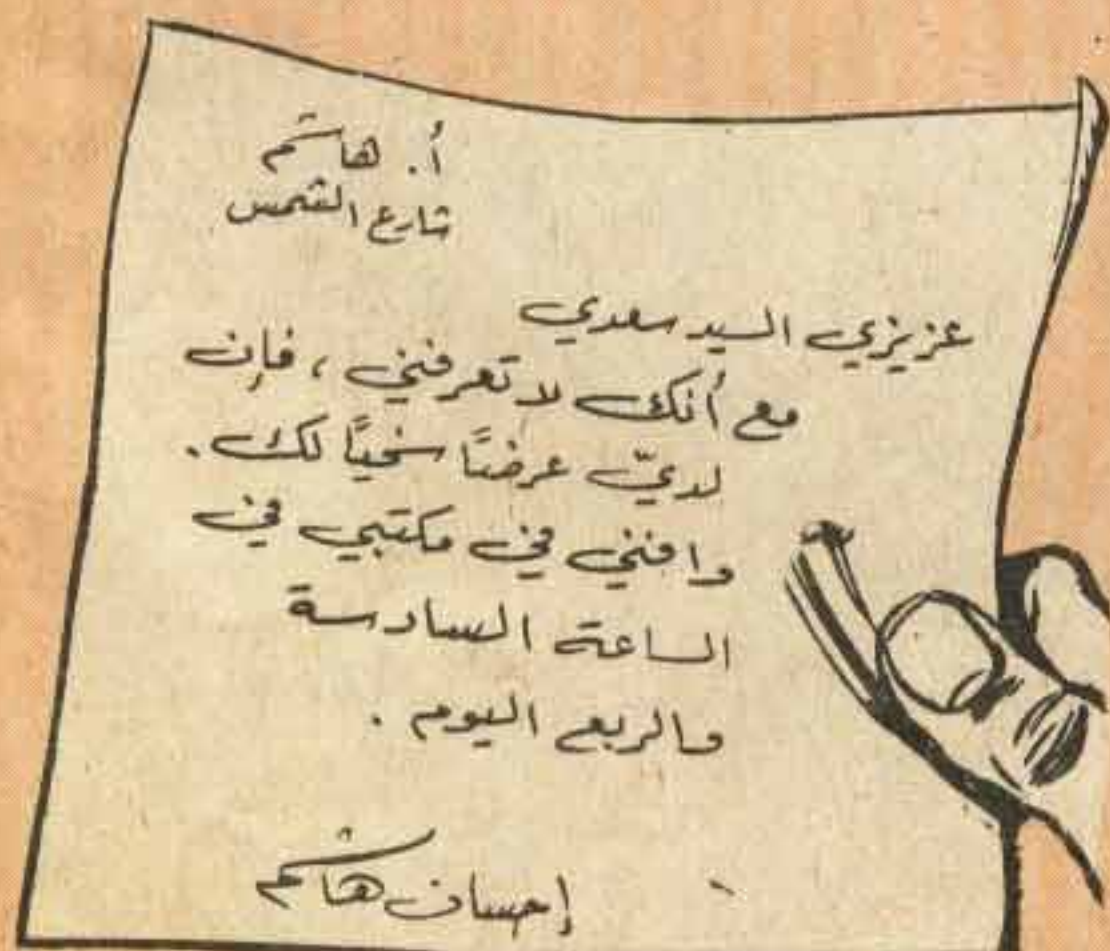 أ. هاشم
شارع الشمس
عزيزي السيد سعدي
مع أنك لا تعرفني ، فإن
لديّ عرضًا سخيًا لك .
وافني في مكتبي في
الساعة السادسة
والربع اليوم .
إحسان هاشم